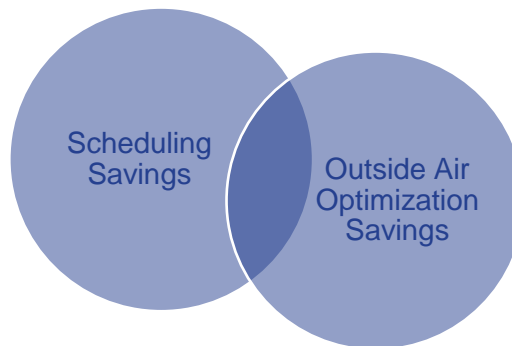 Scheduling
Savings
Outside Air
Optimization
Savings